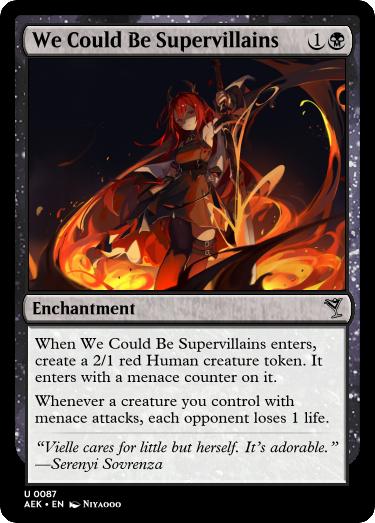 We Could Be Supervillains 1
Enchantment
When We Could Be Supervillains enters,
create a 2/1 red Human creature token. It
enters with a menace counter on it.
Whenever a creature you control with
menace attacks, each opponent loses 1 life.
“Vielle cares for little but herself. It’s adorable.”
—Serenyi Sovrenza
U 0087
AEK • EN Niyaooo